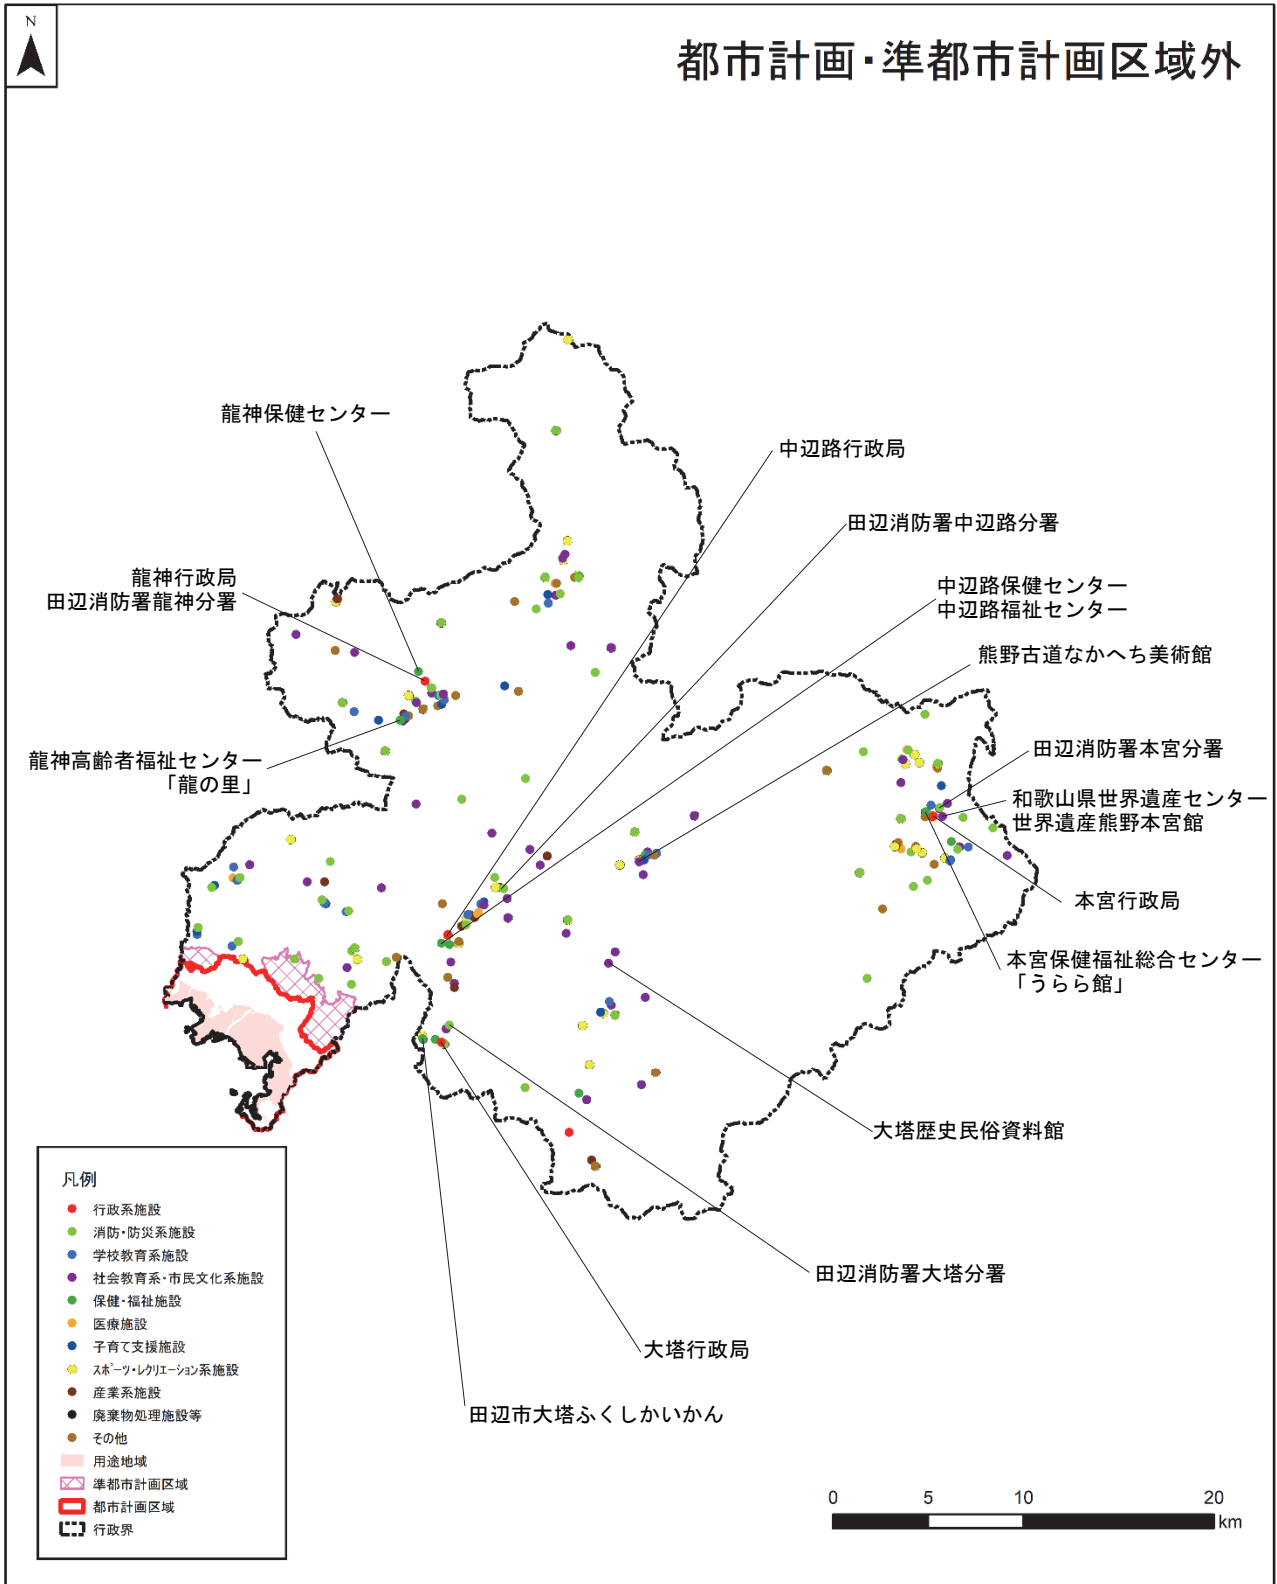 N
都市計画・準都市計画区域外
龍神保健センター
中辺路行政局
田辺消防署中辺路分署
龍神行政局
田辺消防署龍神分署
中辺路保健センター
中辺路福祉センター
熊野古道なかへち美術館
龍神高齢者福祉センター
「龍の里」
田辺消防署本宮分署
和歌山県世界遺産センター
世界遺産熊野本宮館
本宮行政局
本宮保健福祉総合センター
「うらら館」
大塔歴史民俗資料館
田辺消防署大塔分署
大塔行政局
田辺市大塔ふくしかいかん
凡例
行政系施設
消防・防災系施設
学校教育系施設
社会教育系・市民文化系施設
保健・福祉施設
医療施設
子育て支援施設
スポーツ・レクリエーション系施設
産業系施設
廃棄物処理施設等
その他
用途地域
準都市計画区域
都市計画区域
行政界
0 5 10 20
km